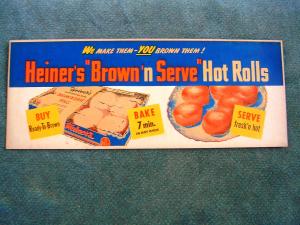 We MAKE THEM-YOU BROWN THEM!
Heiner's "Brown 'n Serve" Hot Rolls
BUY
Ready-To-Brown
BAKE
7 min.
SERVE
fresh'n hot
Heiner's